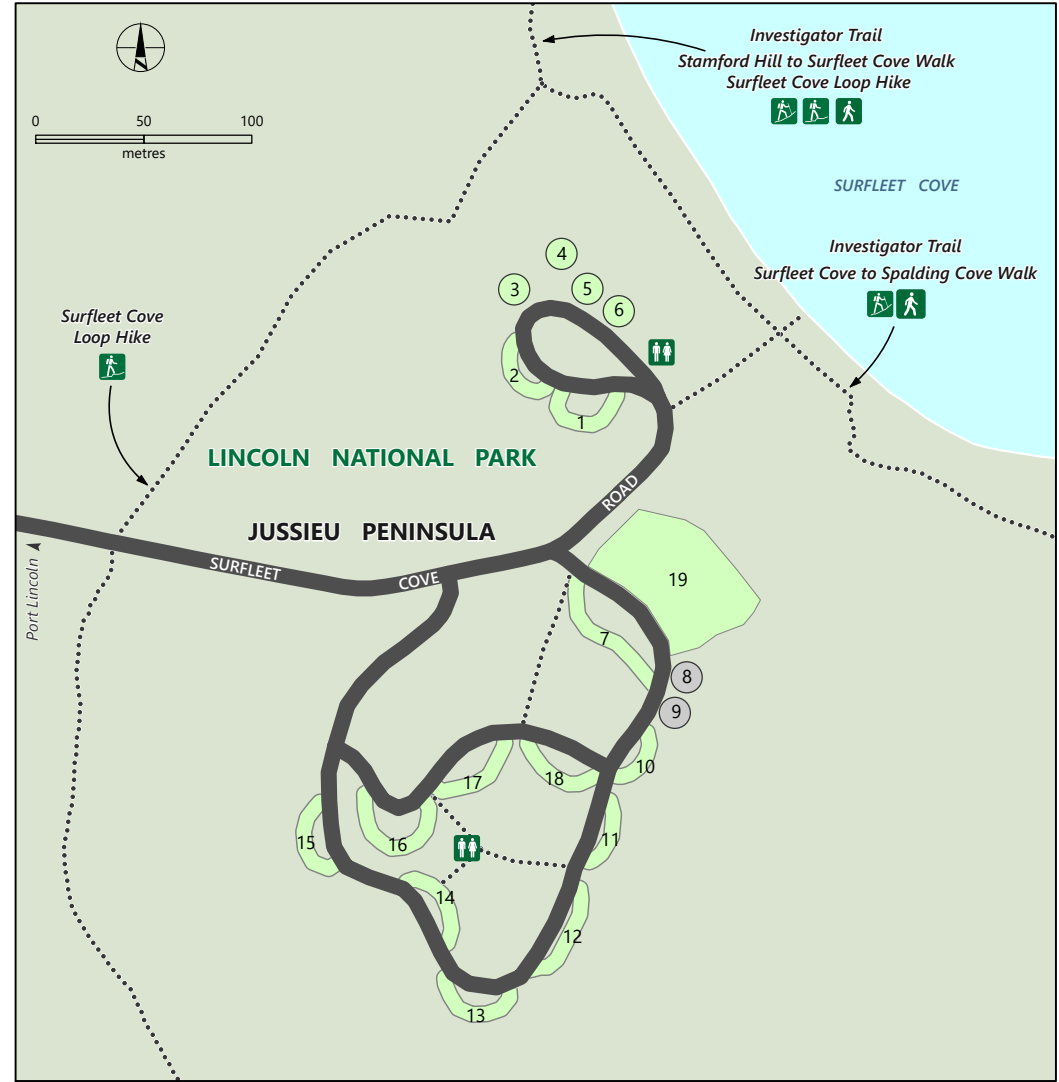 Investigator Trail
Stamford Hill to Surfleet Cove Walk
Surfleet Cove Loop Hike
0 50 100
metres
SURFLEET COVE
Investigator Trail
Surfleet Cove to Spalding Cove Walk
4
3
5
6
Surfleet Cove
Loop Hike
2
1
LINCOLN NATIONAL PARK
JUSSIEU PENINSULA
ROAD
SURFLEET
COVE
Port Lincoln
19
7
8
9
10
17
18
15
16
11
14
12
13